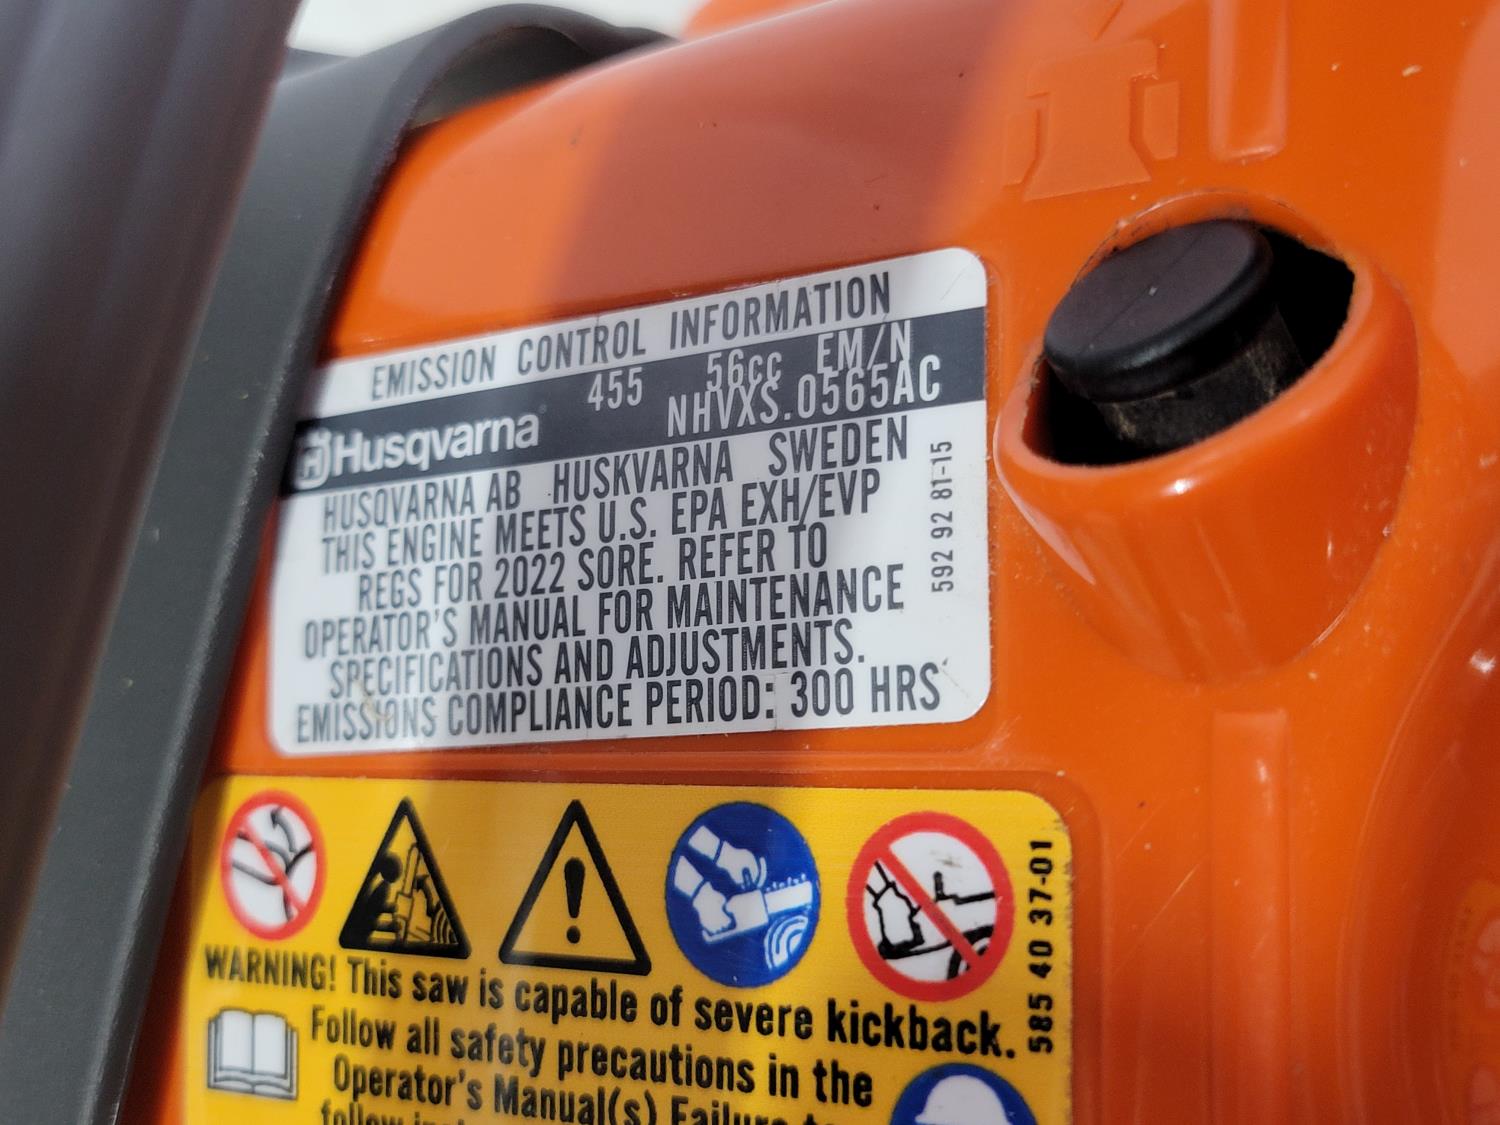 EMISSION CONTROL INFORMATION
Husqvarna 455 56cc EM/N
NHVXS.0565AC
HUSQVARNA AB HUSKVARNA SWEDEN
THIS ENGINE MEETS U.S. EPA EXH/EVP
REGS FOR 2022 SORE. REFER TO
OPERATOR'S MANUAL FOR MAINTENANCE
SPECIFICATIONS AND ADJUSTMENTS.
EMISSIONS COMPLIANCE PERIOD: 300 HRS
592 92 81-15
WARNING! This saw is capable of severe kickback.
Follow all safety precautions in the
Operator's Manual(s) Failure to
follow
585 40 37-01